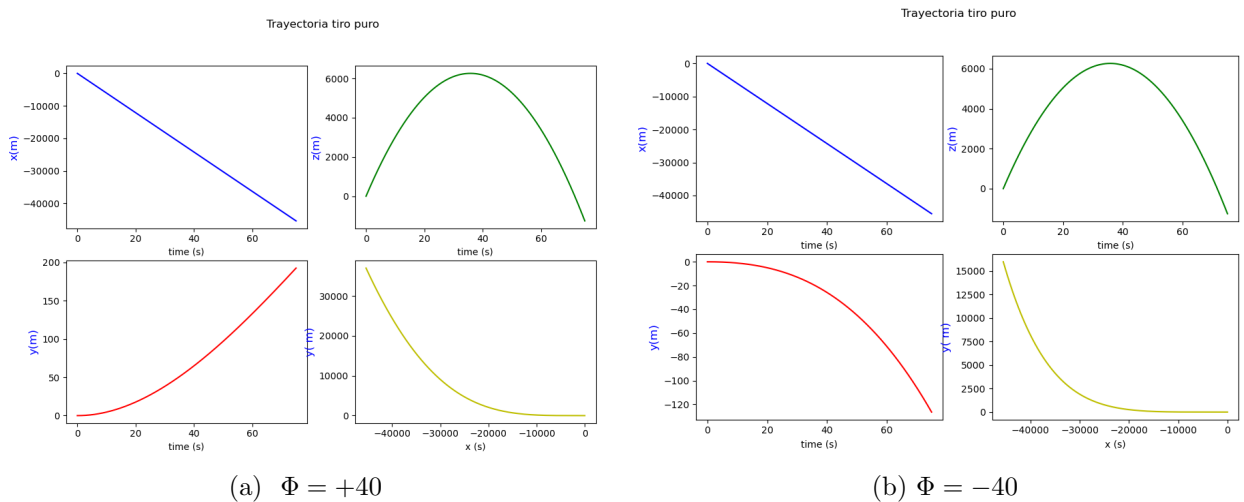 Trayectoria tiro puro
0
−10000
−20000
−30000
−40000
x(m)
0 20 40 60
time (s)
6000
4000
2000
0
z(m)
0 20 40 60
time (s)
200
150
100
50
0
y(m)
0 20 40 60
time (s)
30000
20000
10000
0
y( m)
−40000 −30000 −20000 −10000 0
x (s)
(a) Φ = +40
Trayectoria tiro puro
0
−10000
−20000
−30000
−40000
x(m)
0 20 40 60
time (s)
6000
4000
2000
0
z(m)
0 20 40 60
time (s)
0
−20
−40
−60
−80
−100
−120
y(m)
0 20 40 60
time (s)
15000
12500
10000
7500
5000
2500
0
y( m)
−40000 −30000 −20000 −10000 0
x (s)
(b) Φ = −40